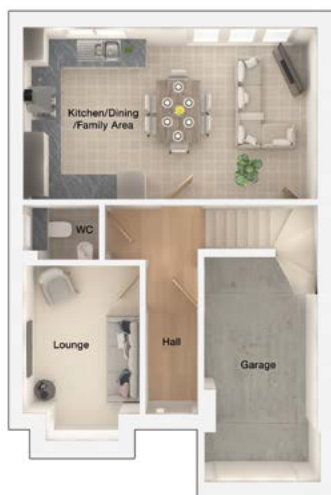 Kitchen/Dining
/Family Area
WC
Lounge
Hall
Garage